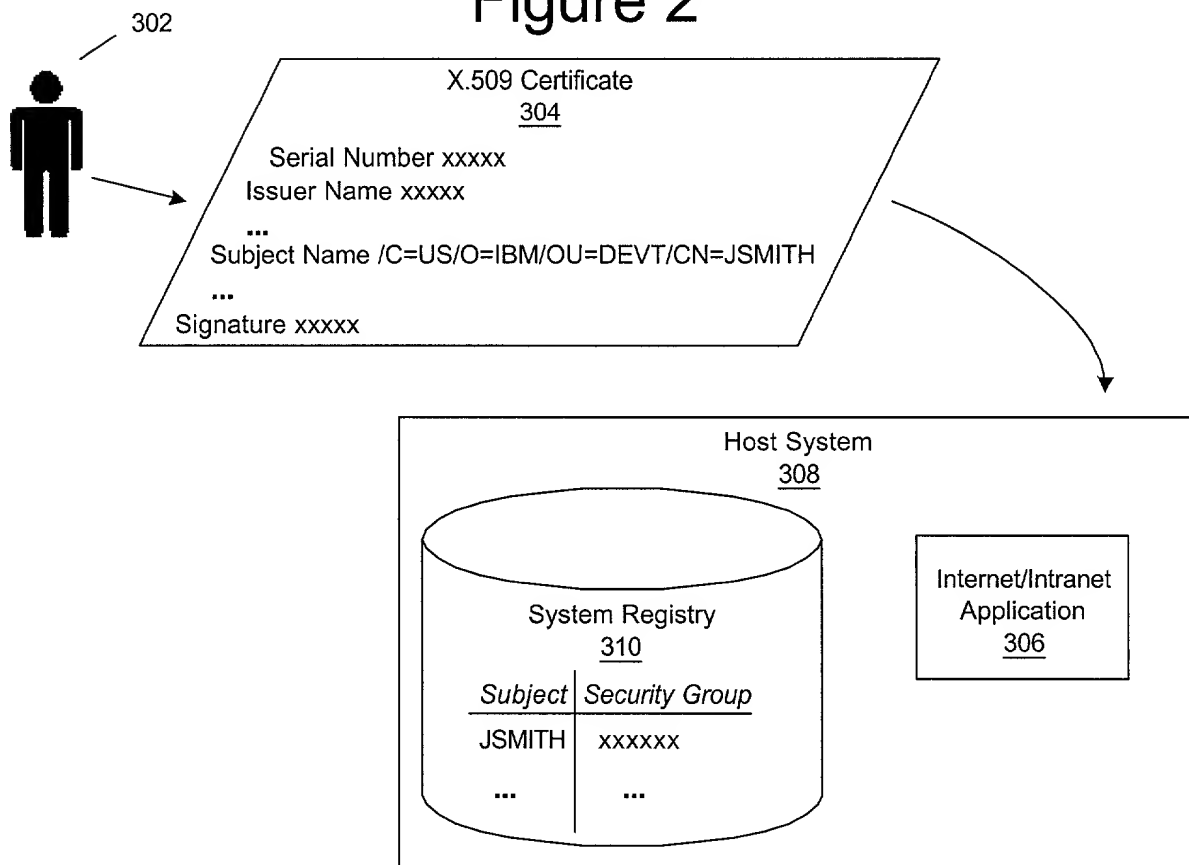 Figure 2
302
X.509 Certificate
304
Serial Number xxxxx
Issuer Name xxxxx
...
Subject Name /C=US/O=IBM/OU=DEVT/CN=JSMITH
...
Signature xxxxx
Host System
308
System Registry
310
Subject Security Group
JSMITH xxxxxx
... ...
Internet/Intranet
Application
306